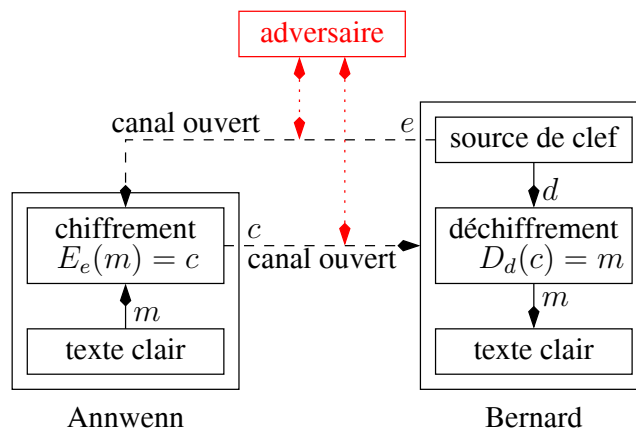 adversaire
canal ouvert
e
source de clef
d
chiffrement
E_e(m) = c
c
canal ouvert
déchiffrement
D_d(c) = m
m
m
texte clair
texte clair
Annwenn
Bernard